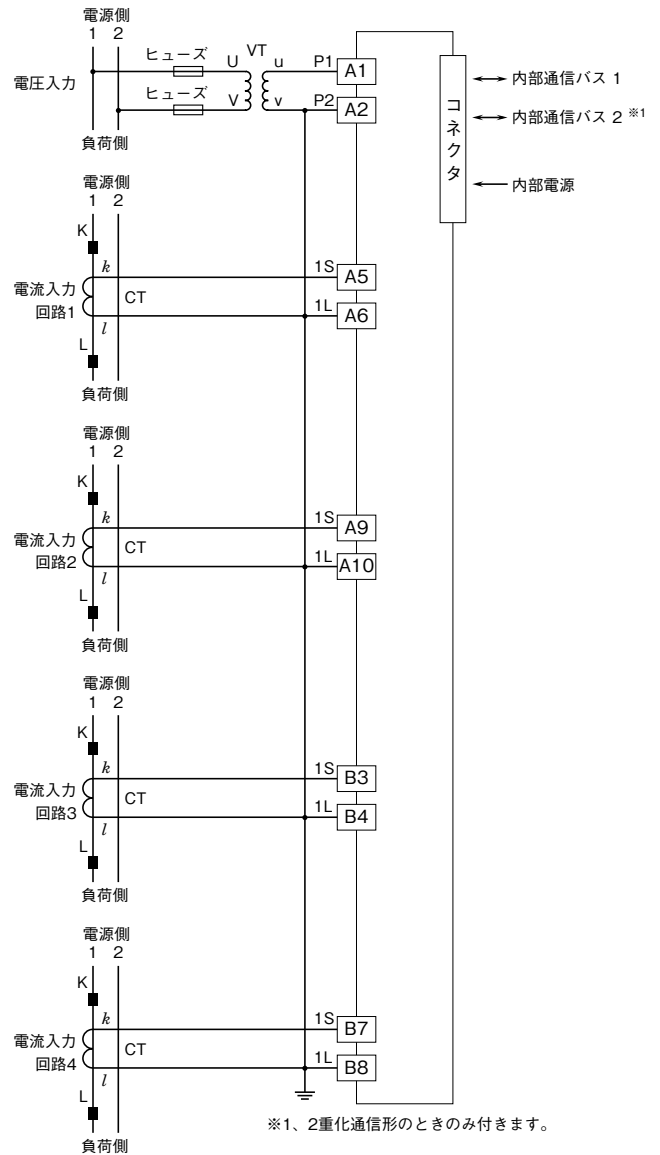 電源側
1 2
電圧入力
ヒューズ
ヒューズ
U VT u
V v
P1 A1
P2 A2
負荷側
コネクタ
内部通信バス 1
内部通信バス 2 ※1
内部電源
電源側
1 2
K
k
電流入力
回路1
CT
l
L
1S A5
1L A6
負荷側
電源側
1 2
K
k
電流入力
回路2
CT
l
L
1S A9
1L A10
負荷側
電源側
1 2
K
k
電流入力
回路3
CT
l
L
1S B3
1L B4
負荷側
電源側
1 2
K
k
電流入力
回路4
CT
l
L
1S B7
1L B8
負荷側
※1、2重化通信形のときのみ付きます。